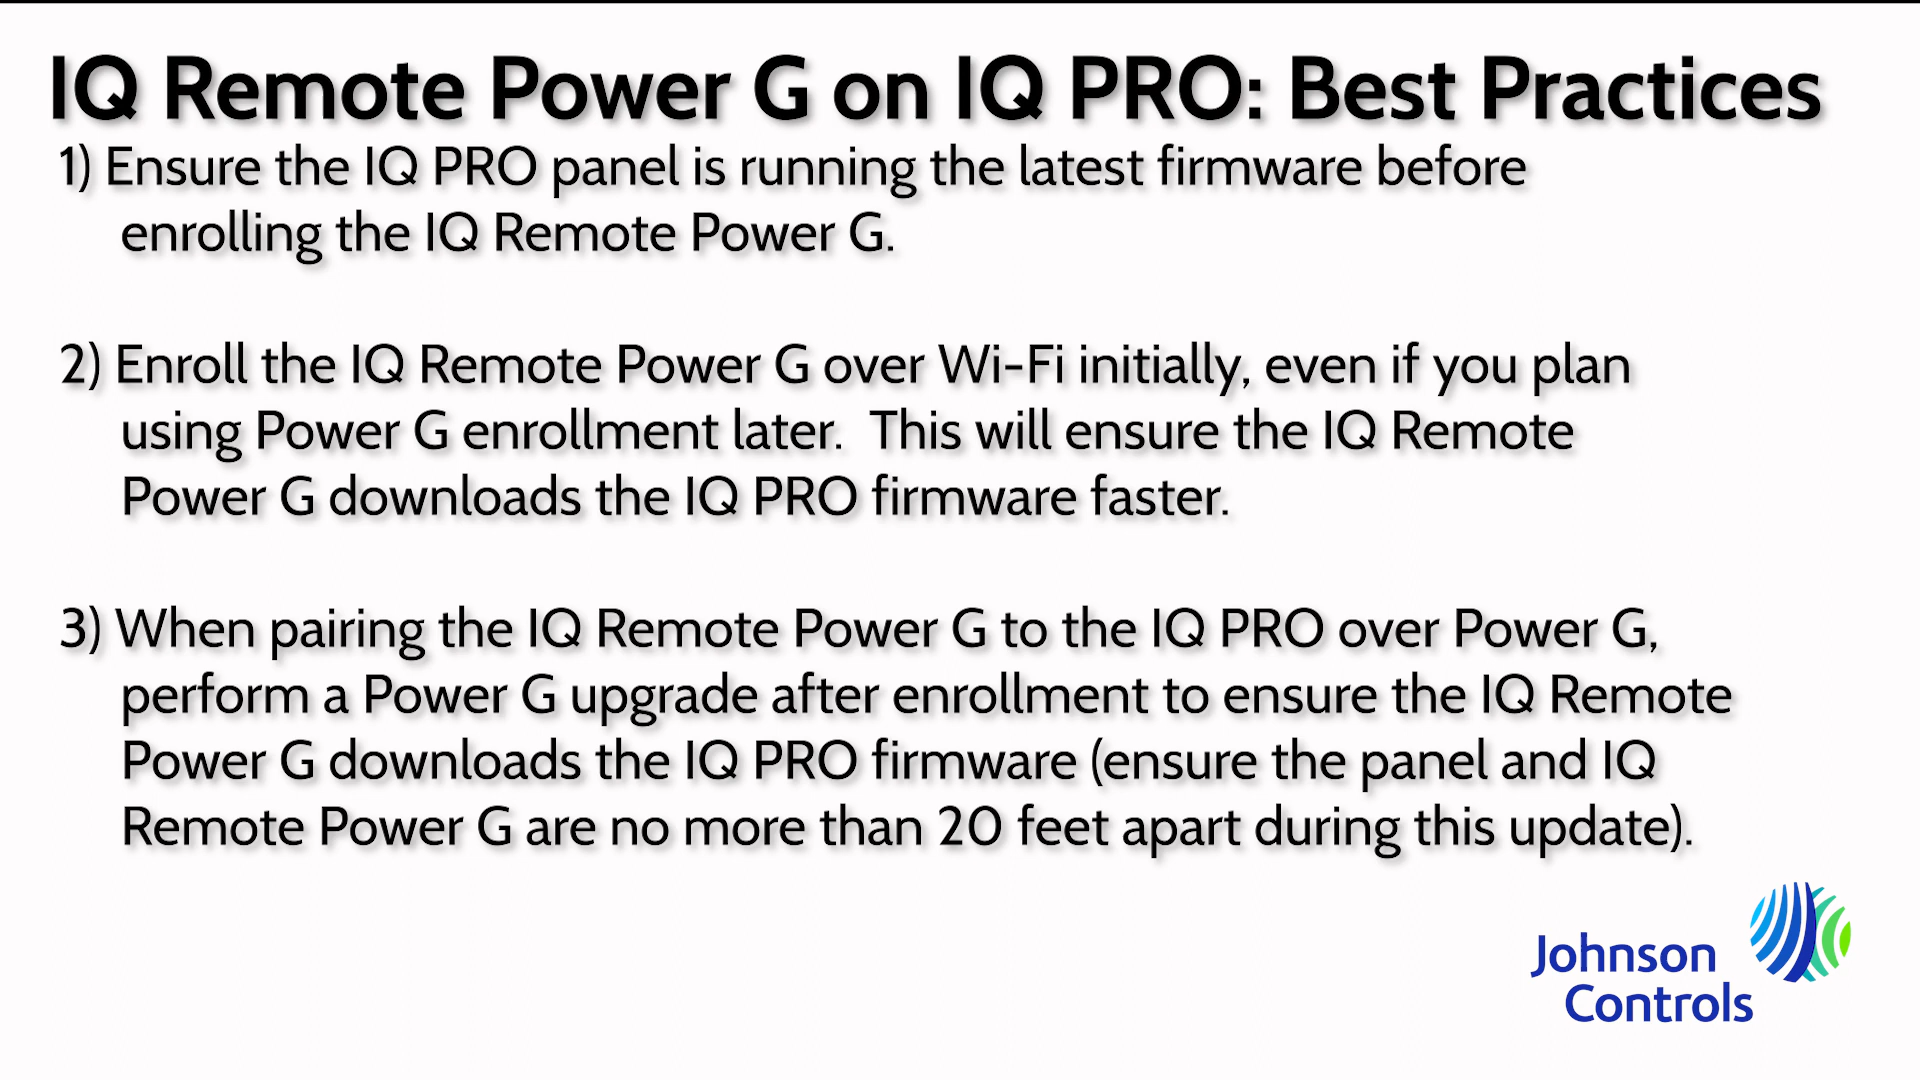 IQ Remote Power G on IQ PRO: Best Practices
1) Ensure the IQ PRO panel is running the latest firmware before
enrolling the IQ Remote Power G.
2) Enroll the IQ Remote Power G over Wi-Fi initially, even if you plan
using Power G enrollment later.  This will ensure the IQ Remote
Power G downloads the IQ PRO firmware faster.
3) When pairing the IQ Remote Power G to the IQ PRO over Power G,
perform a Power G upgrade after enrollment to ensure the IQ Remote
Power G downloads the IQ PRO firmware (ensure the panel and IQ
Remote Power G are no more than 20 feet apart during this update).
Johnson
Controls